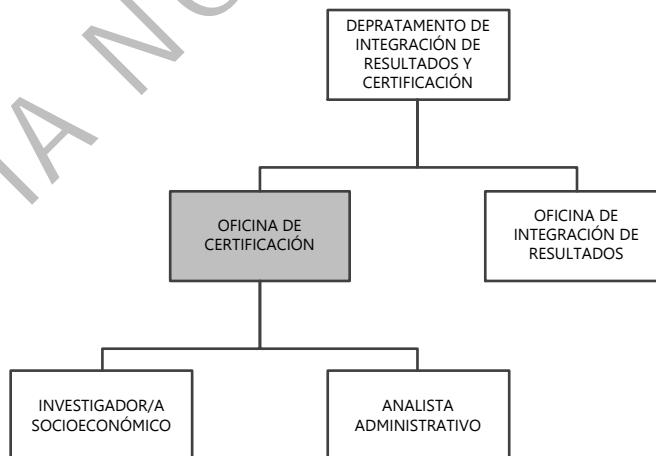 DEPRATAMENTO DE
INTEGRACIÓN DE
RESULTADOS Y
CERTIFICACIÓN
OFICINA DE
CERTIFICACIÓN
OFICINA DE
INTEGRACIÓN DE
RESULTADOS
INVESTIGADOR/A
SOCIOECONÓMICO
ANALISTA
ADMINISTRATIVO